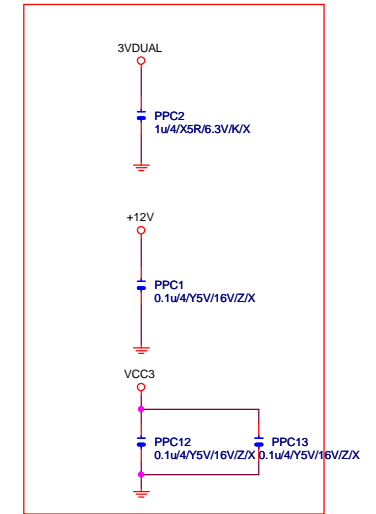 3VDUAL
PPC2
1u/4/X5R/6.3V/K/X
+12V
PPC1
0.1u/4/Y5V/16V/Z/X
VCC3
PPC12
0.1u/4/Y5V/16V/Z/X
PPC13
0.1u/4/Y5V/16V/Z/X